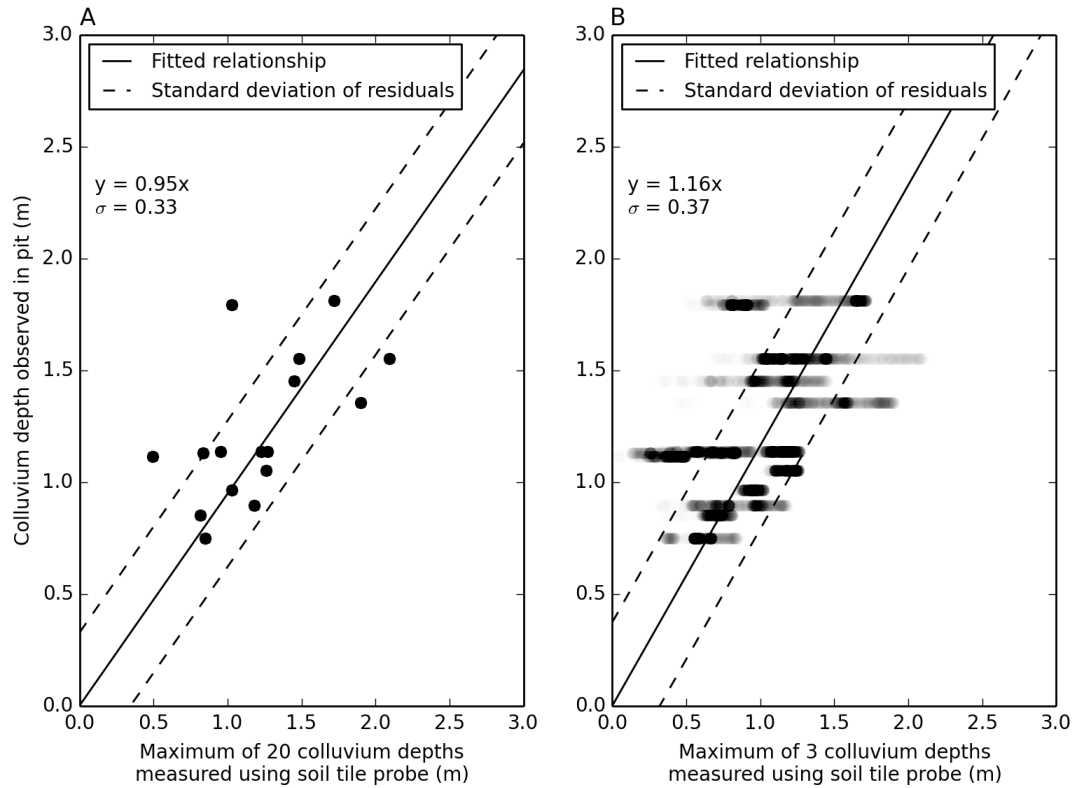 A
Fitted relationship
Standard deviation of residuals
y = 0.95x
σ = 0.33
3.0
2.5
2.0
1.5
1.0
0.5
0.0
Colluvium depth observed in pit (m)
0.0 0.5 1.0 1.5 2.0 2.5 3.0
Maximum of 20 colluvium depths
measured using soil tile probe (m)
B
Fitted relationship
Standard deviation of residuals
y = 1.16x
σ = 0.37
3.0
2.5
2.0
1.5
1.0
0.5
0.0
0.0 0.5 1.0 1.5 2.0 2.5 3.0
Maximum of 3 colluvium depths
measured using soil tile probe (m)